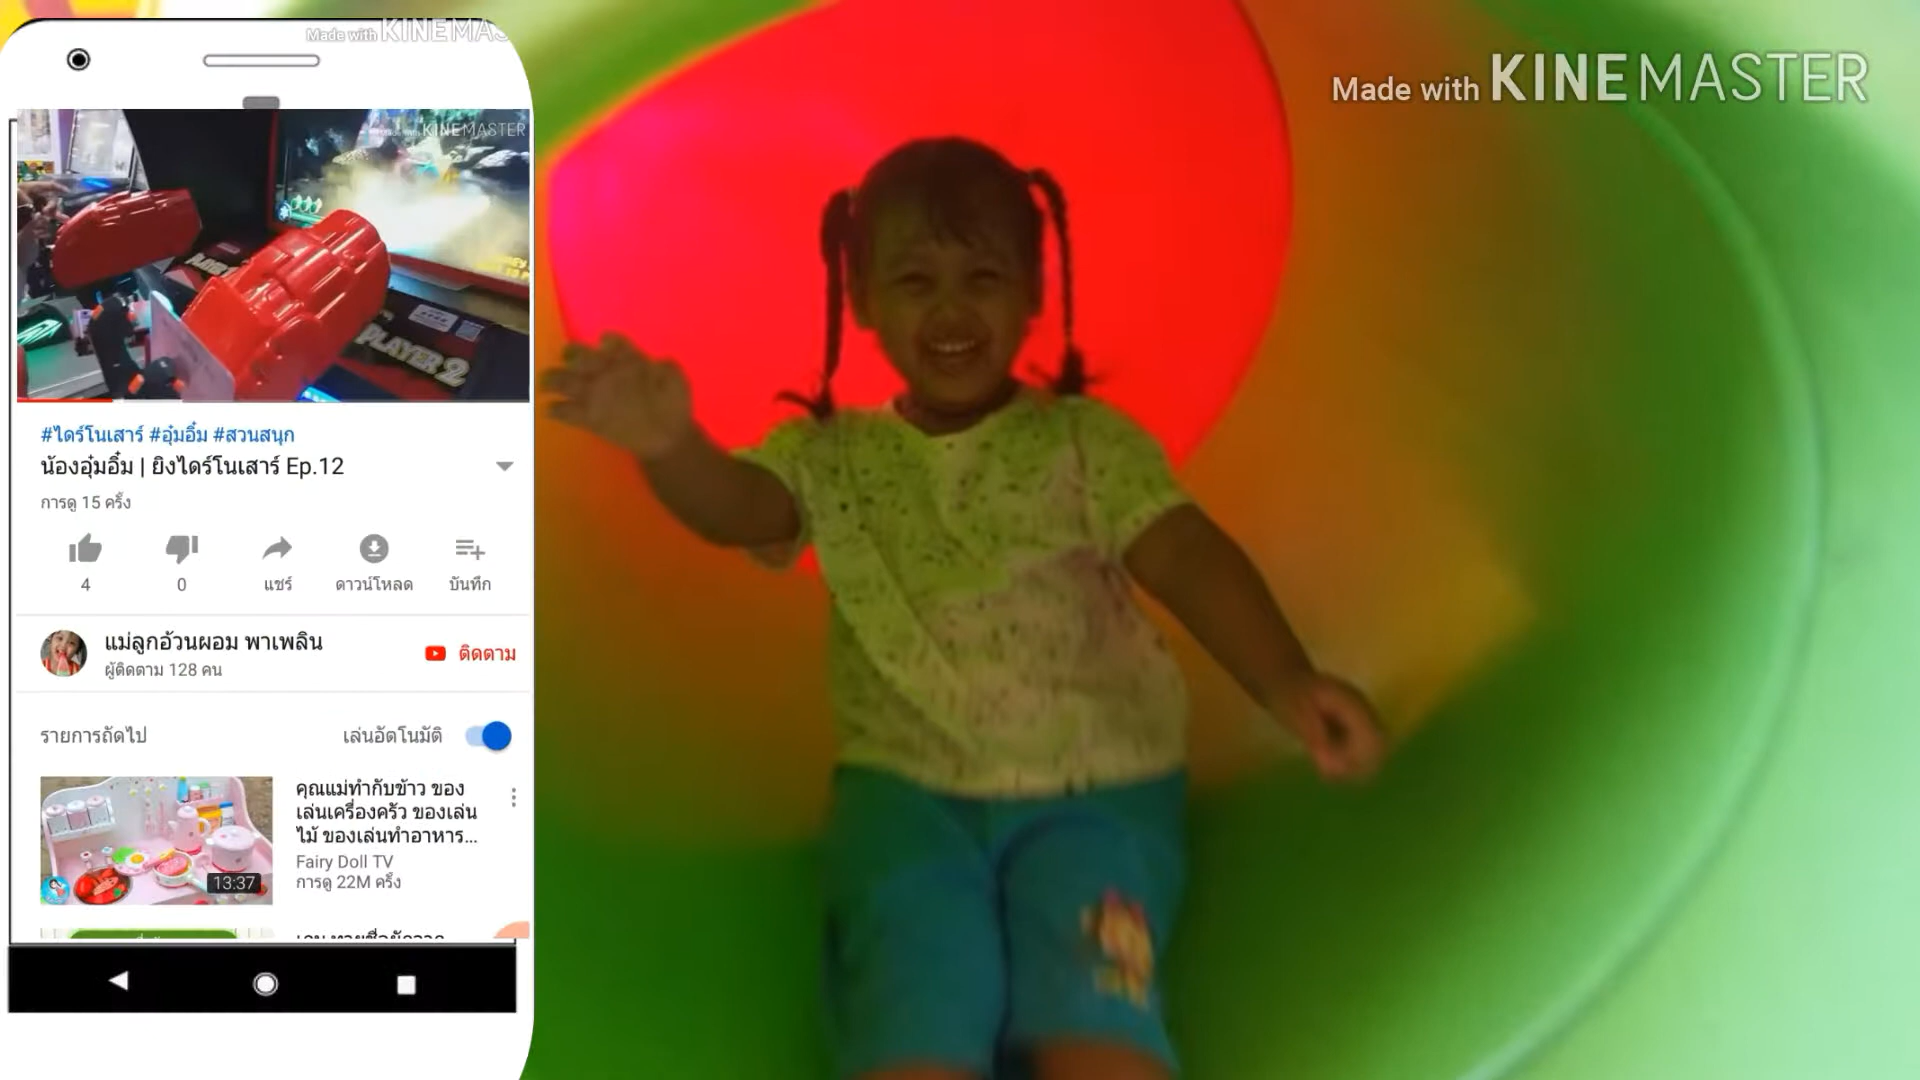 Made with KINEMAS
Made with KINEMASTER
KINEMASTER
PLAYER 2
#ไดร์โนเสาร์ #อุ๋มอิ๋ม #สวนสนุก
น้องอุ๋มอิ๋ม | ยิงไดร์โนเสาร์ Ep.12
การดู 15 ครั้ง
4
0
แชร์
ดาวน์โหลด
บันทึก
แม่ลูกอ้วนผอม พาเพลิน
ผู้ติดตาม 128 คน
ติดตาม
รายการถัดไป
เล่นอัตโนมัติ
คุณแม่ทำกับข้าว ของ
เล่นเครื่องครัว ของเล่น
ไม้ ของเล่นทำอาหาร...
Fairy Doll TV
การดู 22M ครั้ง
13:37